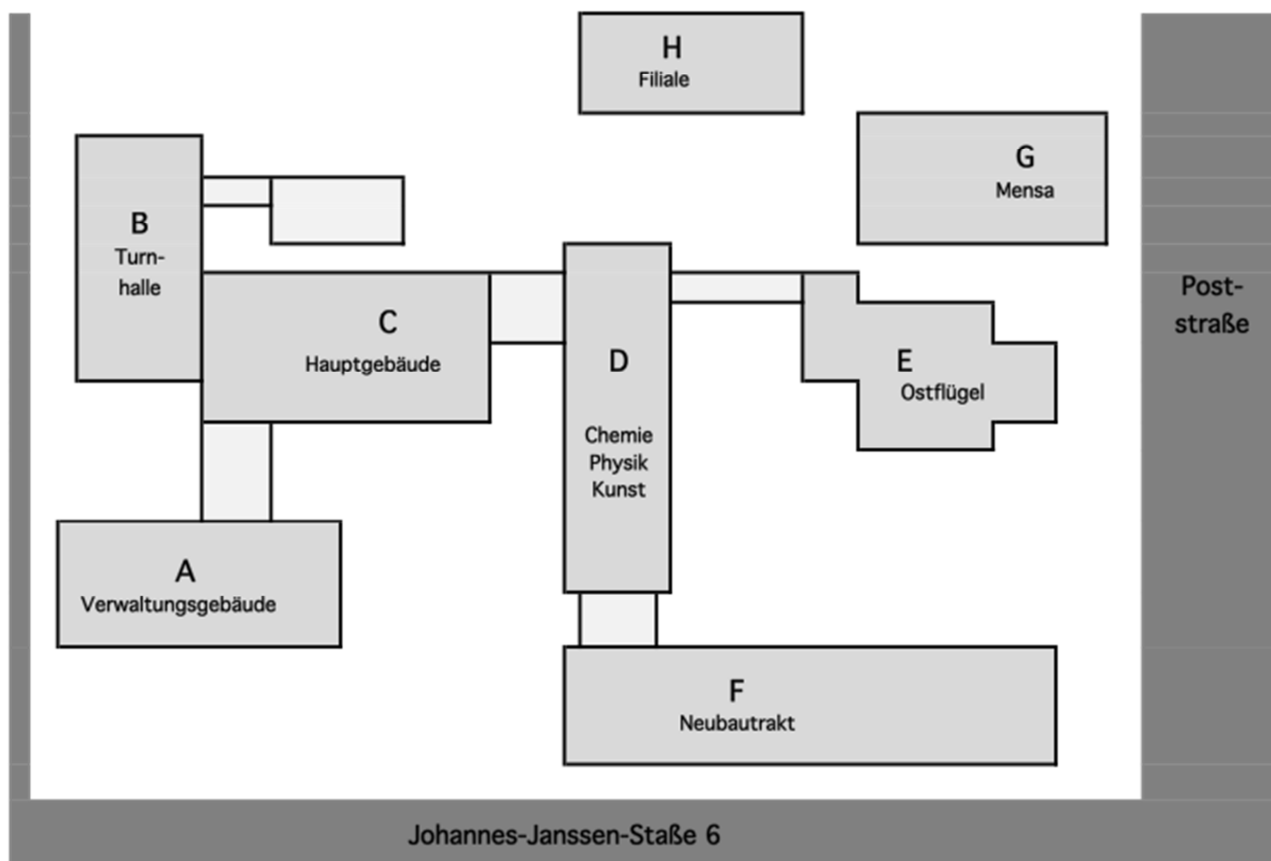 H
Filiale
G
Mensa
B
Turn-
halle
Post-
straße
C
Hauptgebäude
D
Chemie
Physik
Kunst
E
Ostflügel
A
Verwaltungsgebäude
F
Neubautrakt
Johannes-Janssen-Staße 6